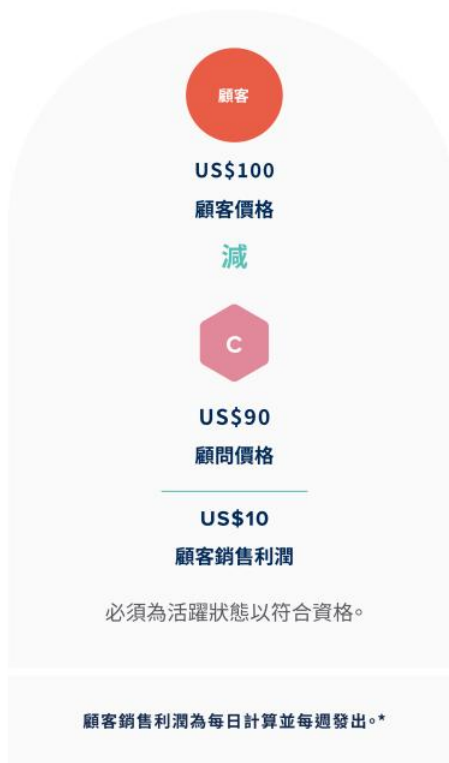 顧客
US$100
顧客價格
減
C
US$90
顧問價格
US$10
顧客銷售利潤
必須為活躍狀態以符合資格。
顧客銷售利潤為每日計算並每週發出。*